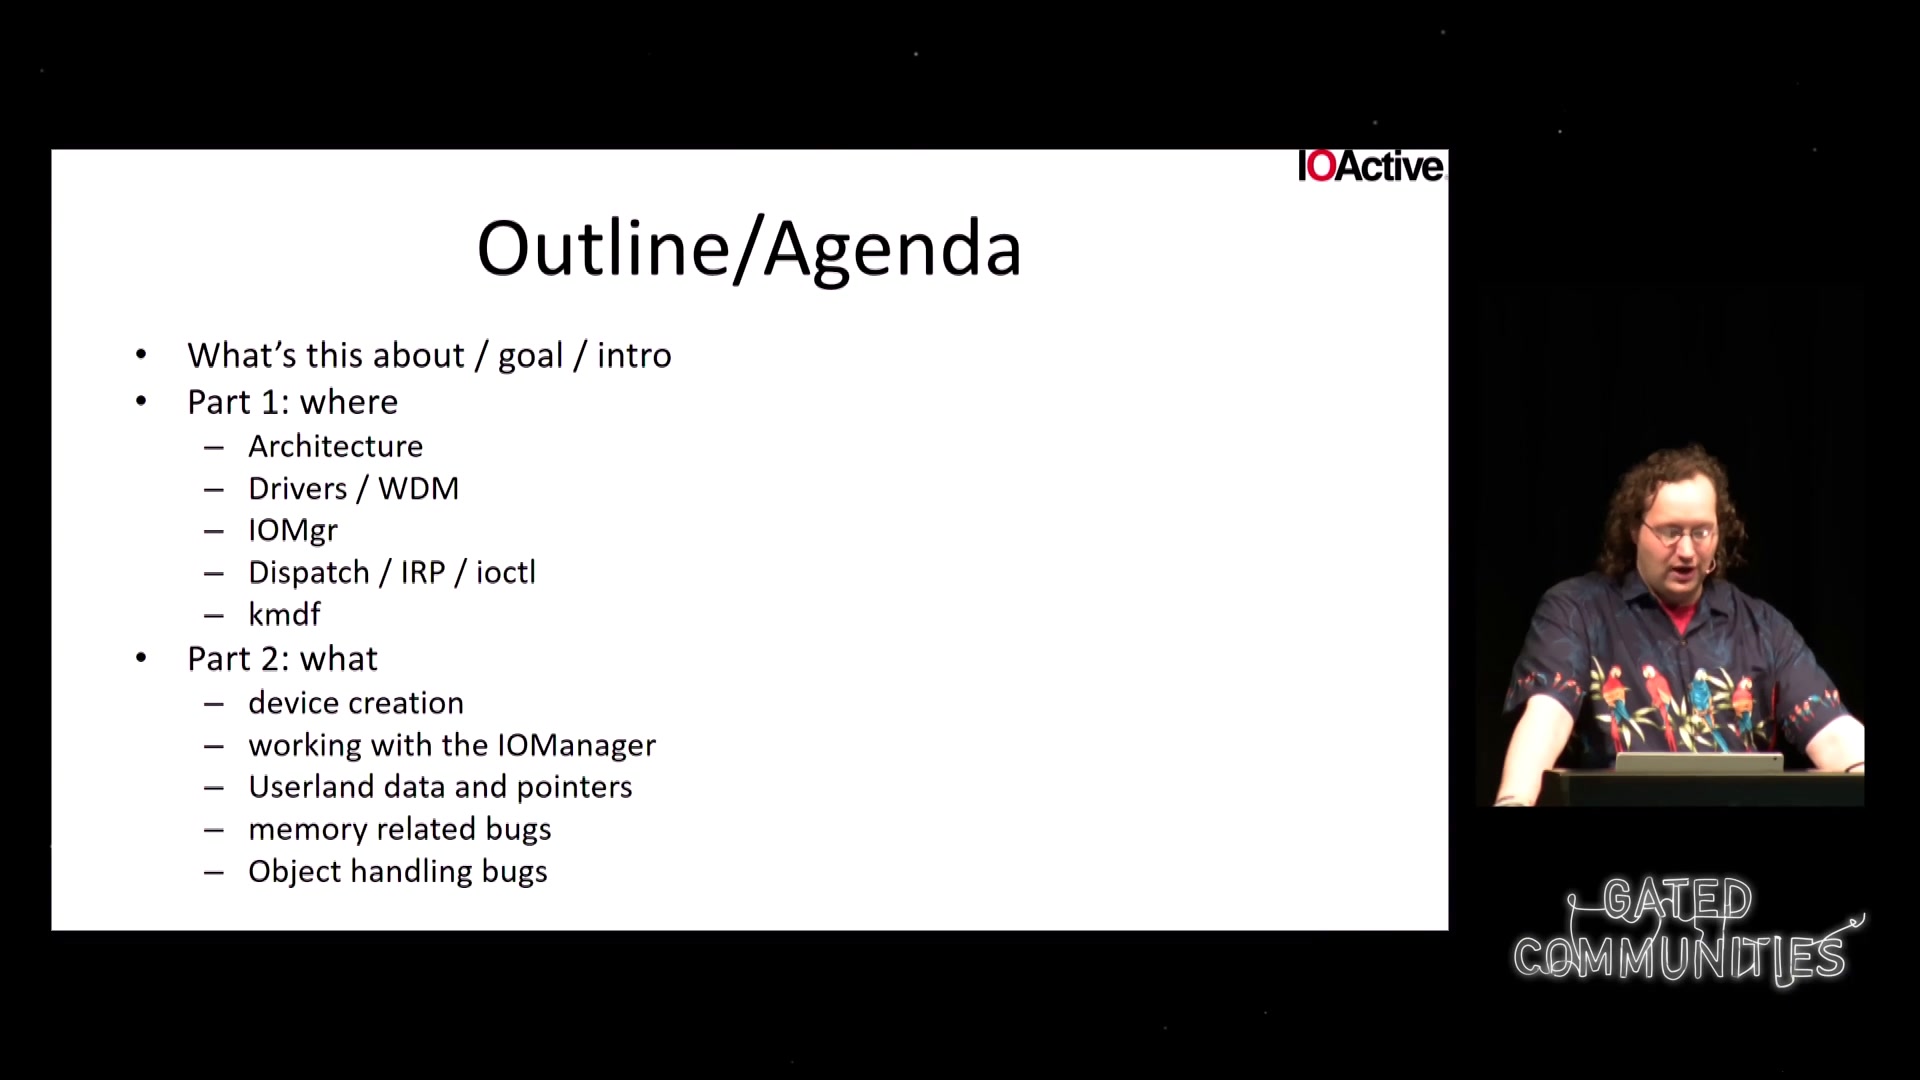 IOActive
Outline/Agenda
• What's this about / goal / intro
• Part 1: where
– Architecture
– Drivers / WDM
– IOMgr
– Dispatch / IRP / ioctl
– kmdf
• Part 2: what
– device creation
– working with the IOManager
– Userland data and pointers
– memory related bugs
– Object handling bugs
GATED
COMMUNITIES